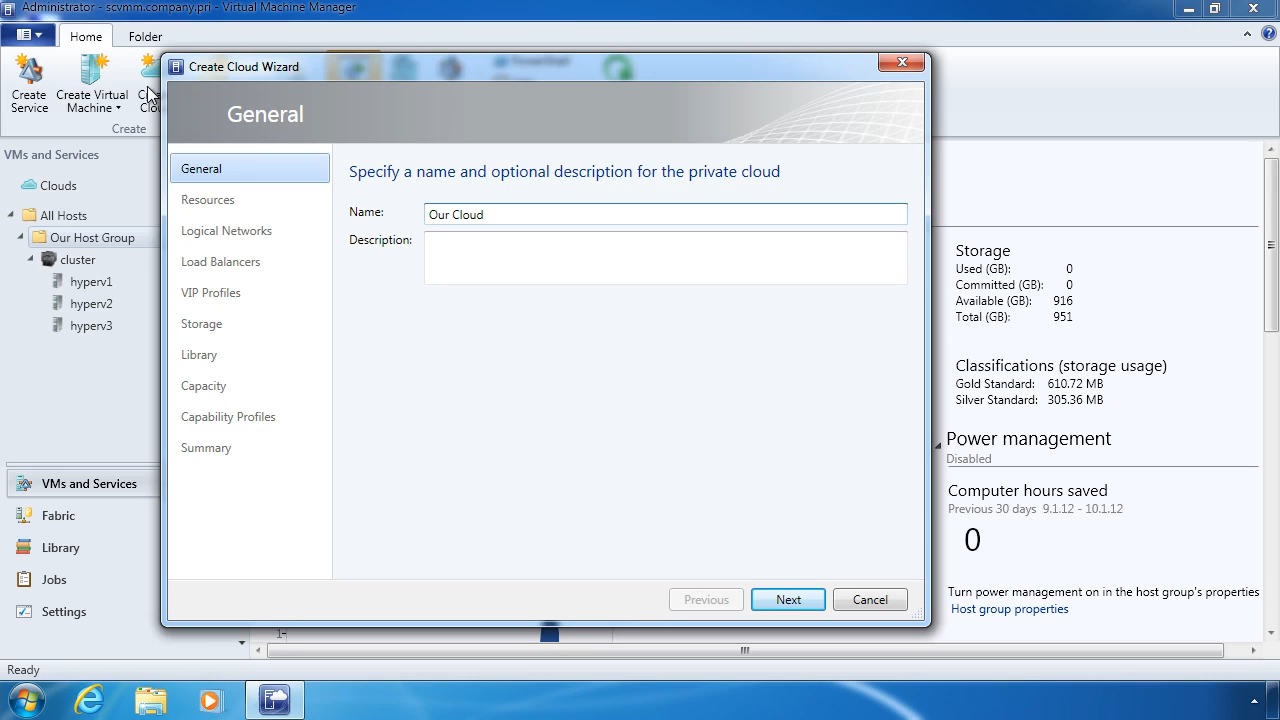 Administrator - scvmm.company.pri - Virtual Machine Manager
Home
Folder
Create Service
Create Virtual Machine
Create Cloud Wizard
PowerShell
Create
General
VMs and Services
Clouds
All Hosts
Our Host Group
cluster
hyperv1
hyperv2
hyperv3
General
Resources
Logical Networks
Load Balancers
VIP Profiles
Storage
Library
Capacity
Capability Profiles
Summary
Specify a name and optional description for the private cloud
Name:
Our Cloud
Description:
Previous
Next
Cancel
Storage
Used (GB): 0
Committed (GB): 0
Available (GB): 916
Total (GB): 951
Classifications (storage usage)
Gold Standard: 610.72 MB
Silver Standard: 305.36 MB
Power management
Disabled
Computer hours saved
Previous 30 days 9.1.12 - 10.1.12
0
Turn power management on in the host group's properties
Host group properties
VMs and Services
Fabric
Library
Jobs
Settings
1
Ready